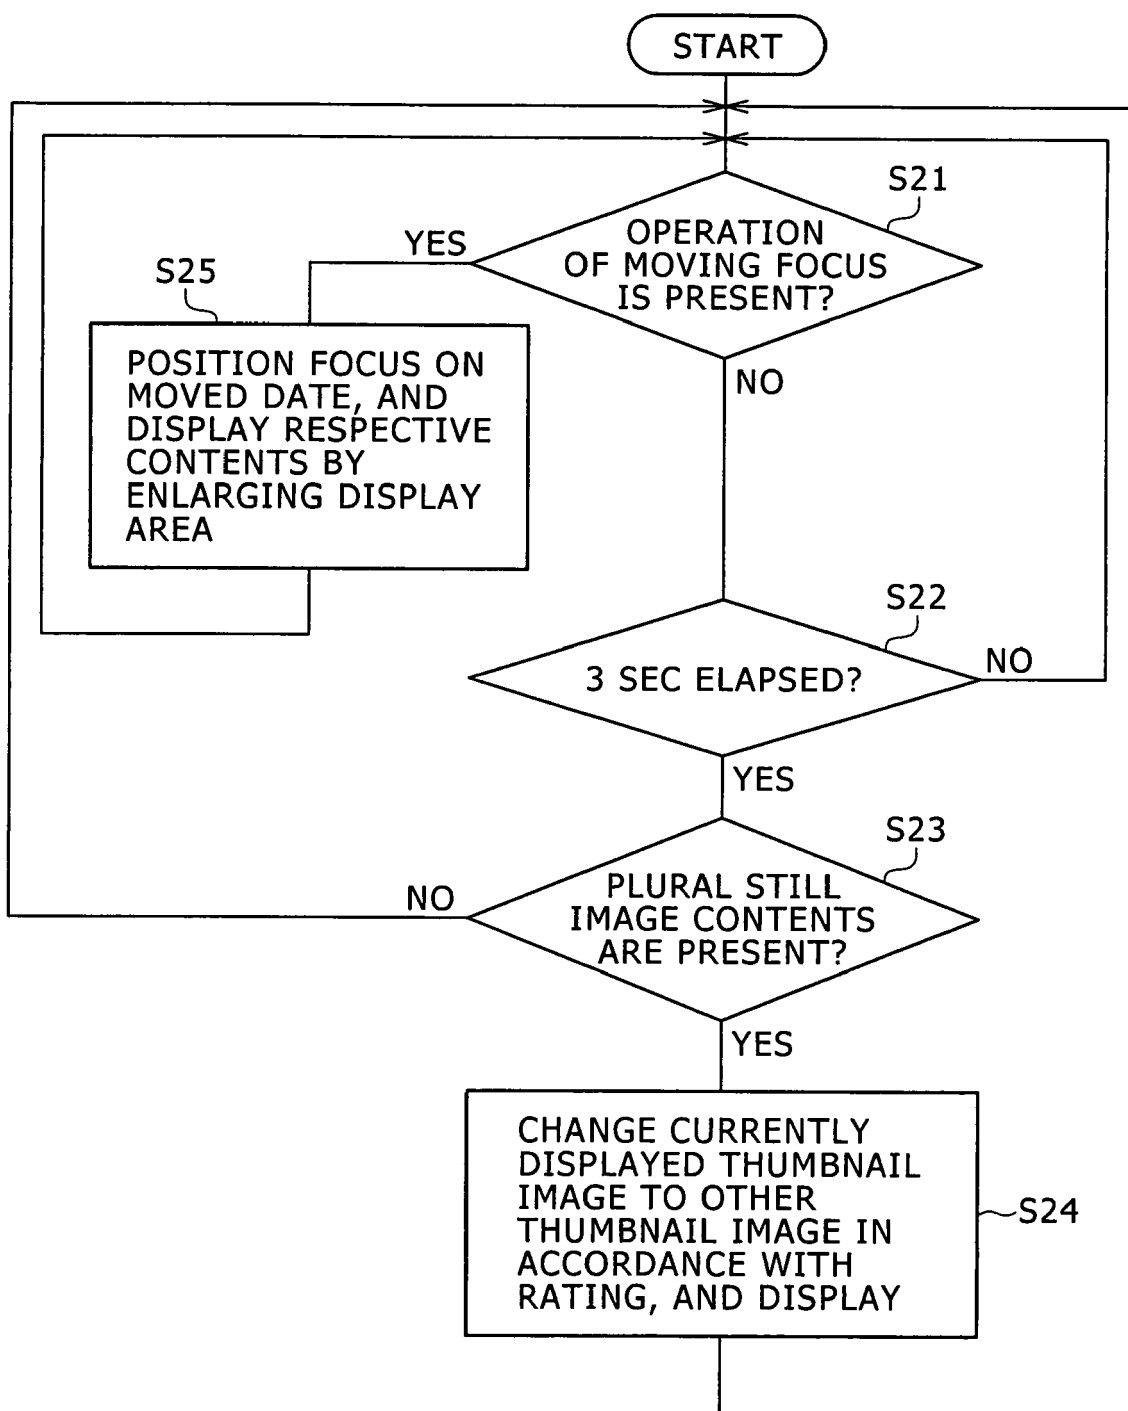 START
S21
OPERATION
OF MOVING FOCUS
IS PRESENT?
YES
NO
S25
POSITION FOCUS ON
MOVED DATE, AND
DISPLAY RESPECTIVE
CONTENTS BY
ENLARGING DISPLAY
AREA
S22
3 SEC ELAPSED?
NO
YES
S23
PLURAL STILL
IMAGE CONTENTS
ARE PRESENT?
NO
YES
CHANGE CURRENTLY
DISPLAYED THUMBNAIL
IMAGE TO OTHER
THUMBNAIL IMAGE IN
ACCORDANCE WITH
RATING, AND DISPLAY
S24